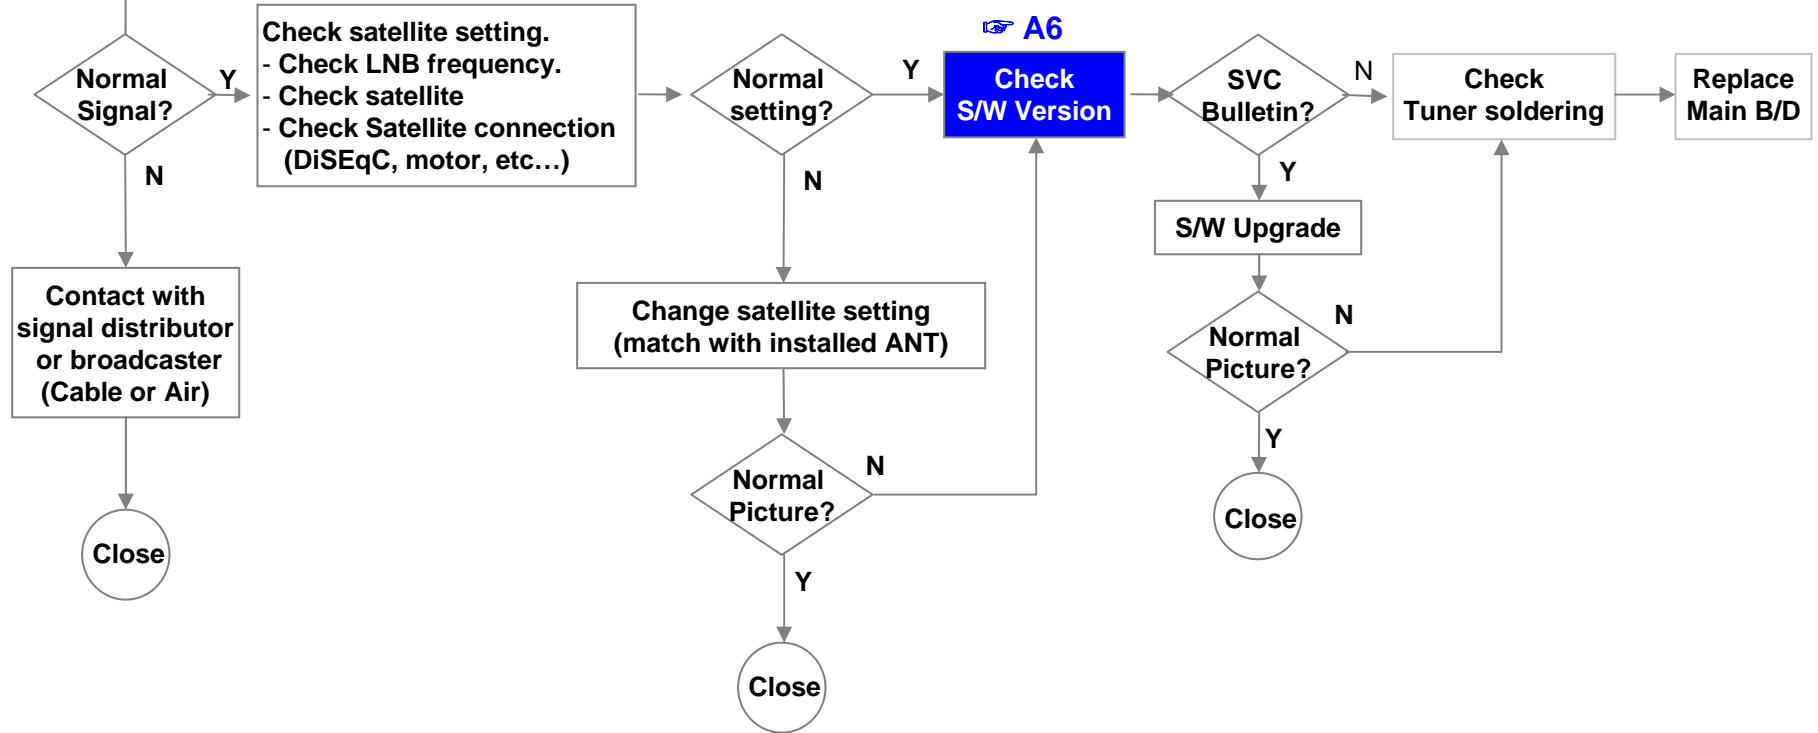 Normal
Signal?
Y
N
Check satellite setting.
- Check LNB frequency.
- Check satellite
- Check Satellite connection
(DiSEqC, motor, etc…)
Normal
setting?
Y
N
☞ A6
Check
S/W Version
SVC
Bulletin?
N
Y
Check
Tuner soldering
Replace
Main B/D
S/W Upgrade
Contact with
signal distributor
or broadcaster
(Cable or Air)
Change satellite setting
(match with installed ANT)
Normal
Picture?
N
Y
Normal
Picture?
N
Y
Close
Close
Close